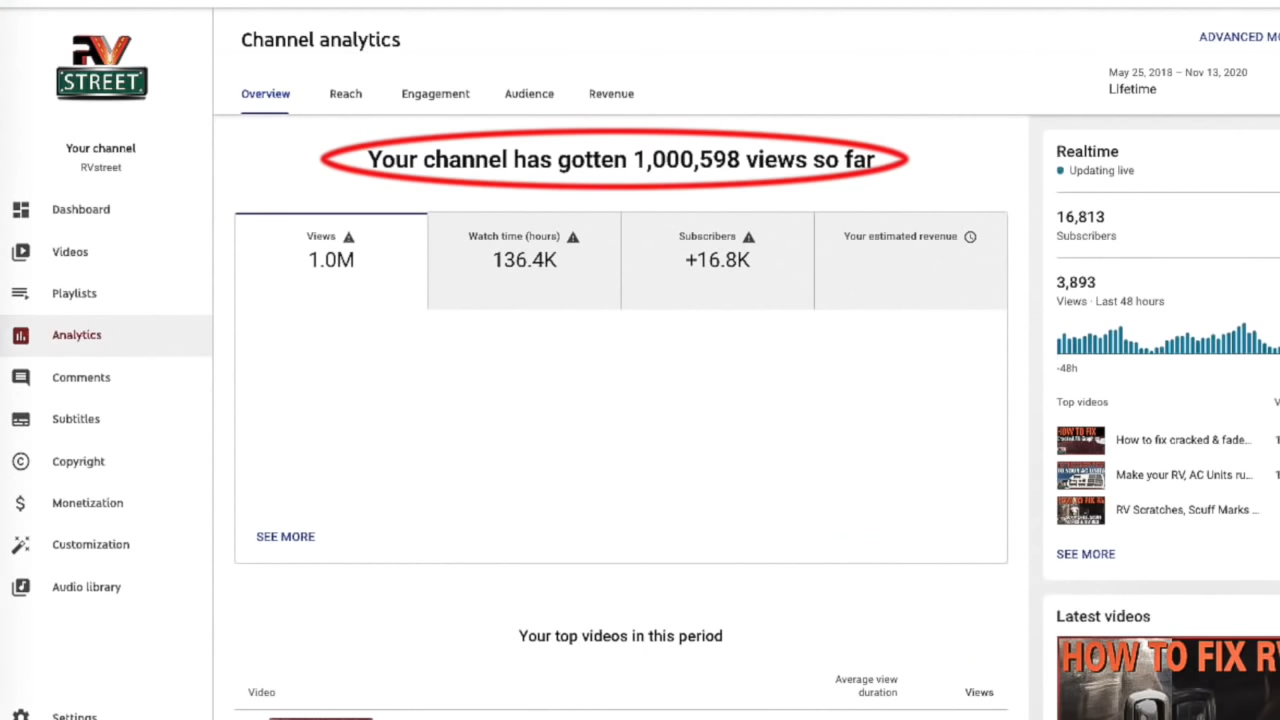 RV
STREET
Your channel
RVstreet
Dashboard
Videos
Playlists
Analytics
Comments
Subtitles
Copyright
Monetization
Customization
Audio library
Settings
Channel analytics
ADVANCED MO
Overview
Reach
Engagement
Audience
Revenue
May 25, 2018 – Nov 13, 2020
Lifetime
Your channel has gotten 1,000,598 views so far
Views
1.0M
Watch time (hours)
136.4K
Subscribers
+16.8K
Your estimated revenue
SEE MORE
Your top videos in this period
Video
Average view
duration
Views
Realtime
Updating live
16,813
Subscribers
3,893
Views · Last 48 hours
-48h
Top videos
HOW TO FIX
How to fix cracked & fade...
Make your RV, AC Units ru...
RV Scratches, Scuff Marks ...
SEE MORE
Latest videos
HOW TO FIX R